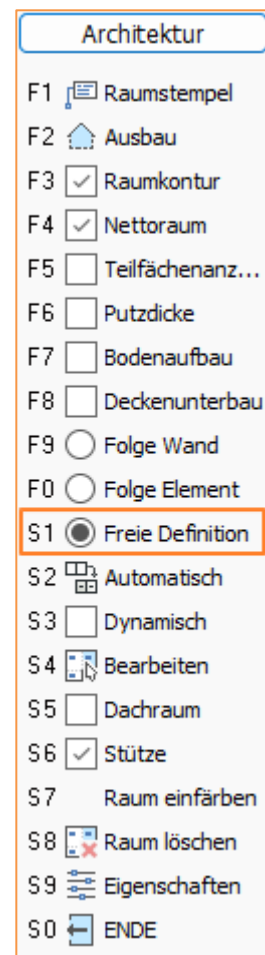 Architektur
F1 Raumstempel
F2 Ausbau
F3 Raumkontur
F4 Nettoraum
F5 Teilfächenanz...
F6 Putzdicke
F7 Bodenaufbau
F8 Deckenunterbau
F9 Folge Wand
F0 Folge Element
S1 Freie Definition
S2 Automatisch
S3 Dynamisch
S4 Bearbeiten
S5 Dachraum
S6 Stütze
S7 Raum einfärben
S8 Raum löschen
S9 Eigenschaften
S0 ENDE